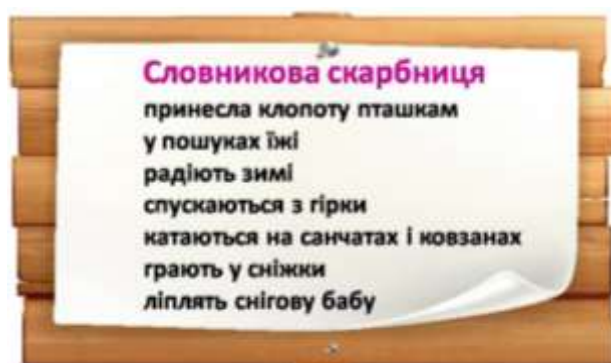 Словникова скарбниця
принесла клопоту пташкам
у пошуках їжі
радіють зимі
спускаються з гірки
катаються на санчатах і ковзанах
грають у сніжки
ліплять снігову бабу